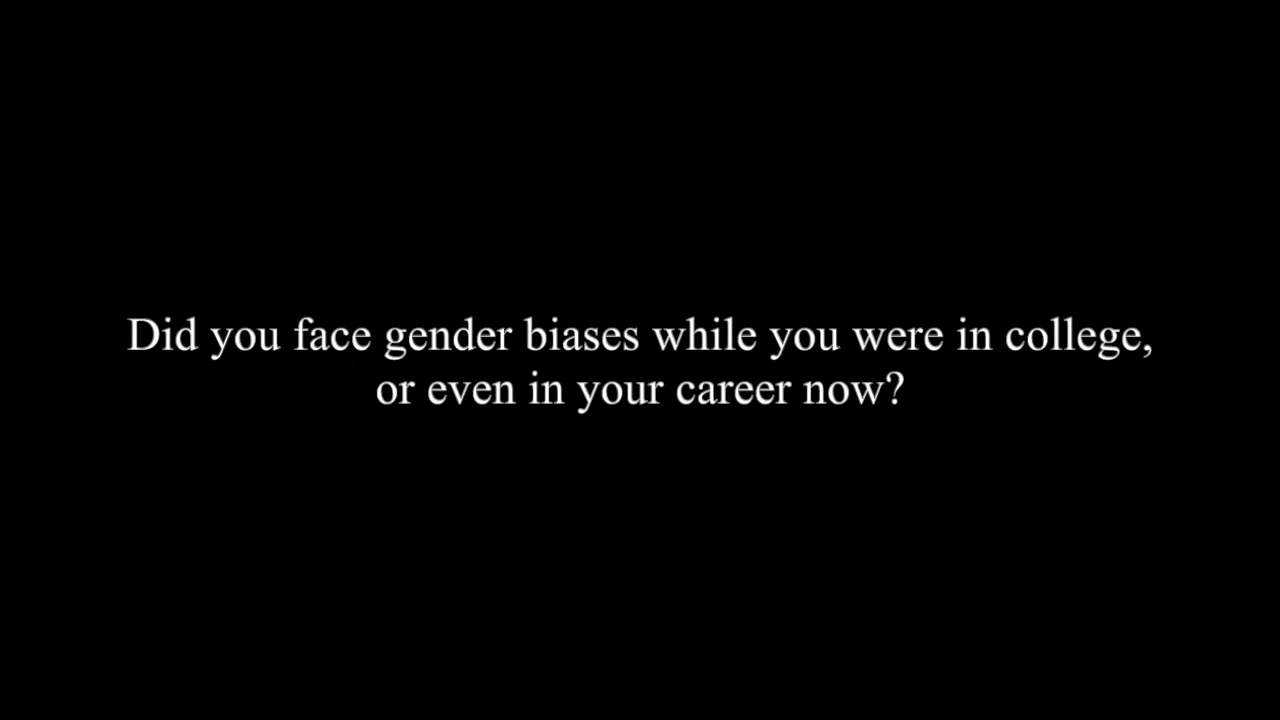 Did you face gender biases while you were in college,
or even in your career now?